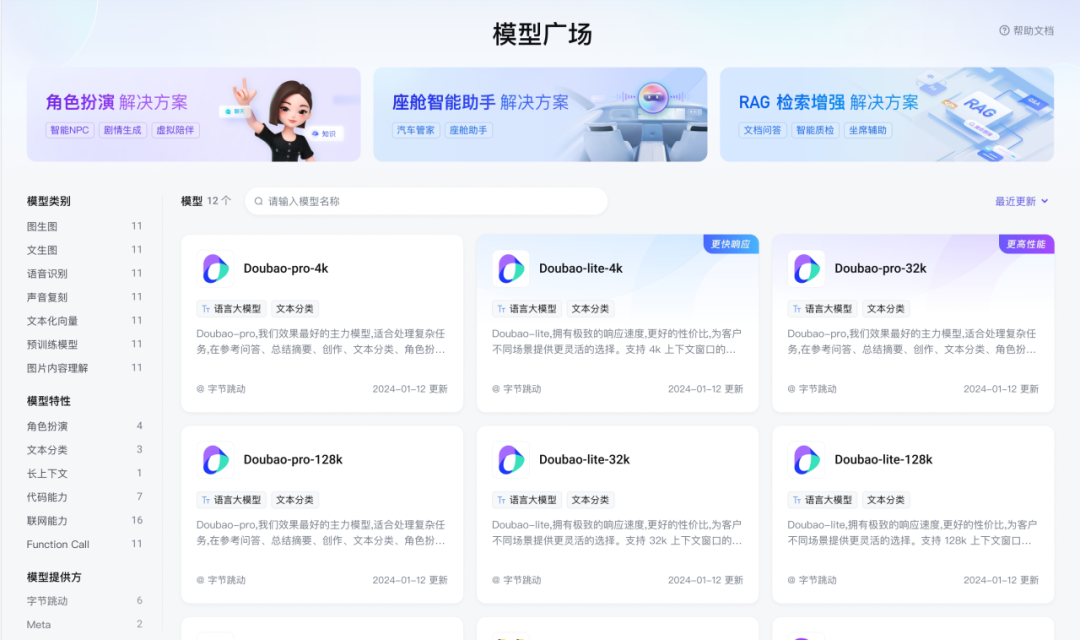 模型广场
帮助文档
角色扮演 解决方案
智能NPC 剧情生成 虚拟陪伴
知识
座舱智能助手 解决方案
汽车管家 座舱助手
RAG 检索增强 解决方案
文档问答 智能质检 坐席辅助
RAG
模型类别
图生图 11
文生图 11
语音识别 11
声音复刻 11
文本化向量 11
预训练模型 11
图片内容理解 11
模型特性
角色扮演 4
文本分类 3
长上下文 1
代码能力 7
联网能力 16
Function Call 11
模型提供方
字节跳动 6
Meta 2
模型 12 个
请输入模型名称
最近更新
Doubao-pro-4k
Tr 语言大模型 文本分类
Doubao-pro,我们效果最好的主力模型,适合处理复杂任
务,在参考问答、总结摘要、创作、文本分类、角色扮...
@ 字节跳动 2024-01-12 更新
更快响应
Doubao-lite-4k
Tr 语言大模型 文本分类
Doubao-lite,拥有极致的响应速度,更好的性价比,为客户
不同场景提供更灵活的选择。支持 4k 上下文窗口的...
@ 字节跳动 2024-01-12 更新
更高性能
Doubao-pro-32k
Tr 语言大模型 文本分类
Doubao-pro,我们效果最好的主力模型,适合处理复杂任
务,在参考问答、总结摘要、创作、文本分类、角色扮...
@ 字节跳动 2024-01-12 更新
Doubao-pro-128k
Tr 语言大模型 文本分类
Doubao-pro,我们效果最好的主力模型,适合处理复杂任
务,在参考问答、总结摘要、创作、文本分类、角色扮...
@ 字节跳动 2024-01-12 更新
Doubao-lite-32k
Tr 语言大模型 文本分类
Doubao-lite,拥有极致的响应速度,更好的性价比,为客户
不同场景提供更灵活的选择。支持 32k 上下文窗口的...
@ 字节跳动 2024-01-12 更新
Doubao-lite-128k
Tr 语言大模型 文本分类
Doubao-lite,拥有极致的响应速度,更好的性价比,为客户
不同场景提供更灵活的选择。支持 128k 上下文窗口...
@ 字节跳动 2024-01-12 更新